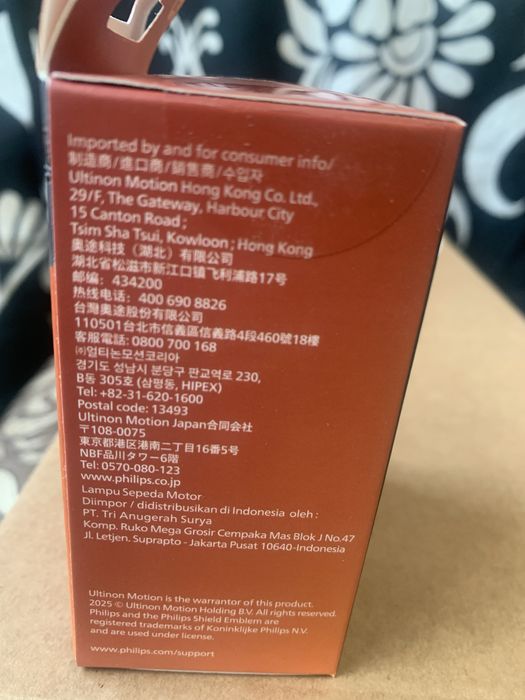 Imported by and for consumer info/
制造商/進口商/銷售商/수입자
Ultinon Motion Hong Kong Co. Ltd.,
29/F, The Gateway, Harbour City
15 Canton Road ;
Tsim Sha Tsui, Kowloon ; Hong Kong
奥途科技（湖北）有限公司
湖北省松滋市新江口镇飞利浦路17号
邮编：434200
热线电话：400 690 8826
台灣奧途股份有限公司
110501台北市信義區信義路4段460號18樓
客服電話: 0800 700 168
㈜얼티논모션코리아
경기도 성남시 분당구 판교역로 230,
B동 305호 (삼평동, HIPEX)
Tel: +82-31-620-1600
Postal code: 13493
Ultinon Motion Japan合同会社
〒108-0075
東京都港区港南二丁目16番5号
NBF品川タワー6階
Tel: 0570-080-123
www.philips.co.jp
Lampu Sepeda Motor
Diimpor / didistribusikan di Indonesia oleh :
PT. Tri Anugerah Surya
Komp. Ruko Mega Grosir Cempaka Mas Blok J No.47
Jl. Letjen, Suprapto - Jakarta Pusat 10640-Indonesia
Ultinon Motion is the warrantor of this product.
2025 © Ultinon Motion Holding B.V. All rights reserved.
Philips and the Philips Shield Emblem are
registered trademarks of Koninklijke Philips N.V.
and are used under license.
www.philips.com/support